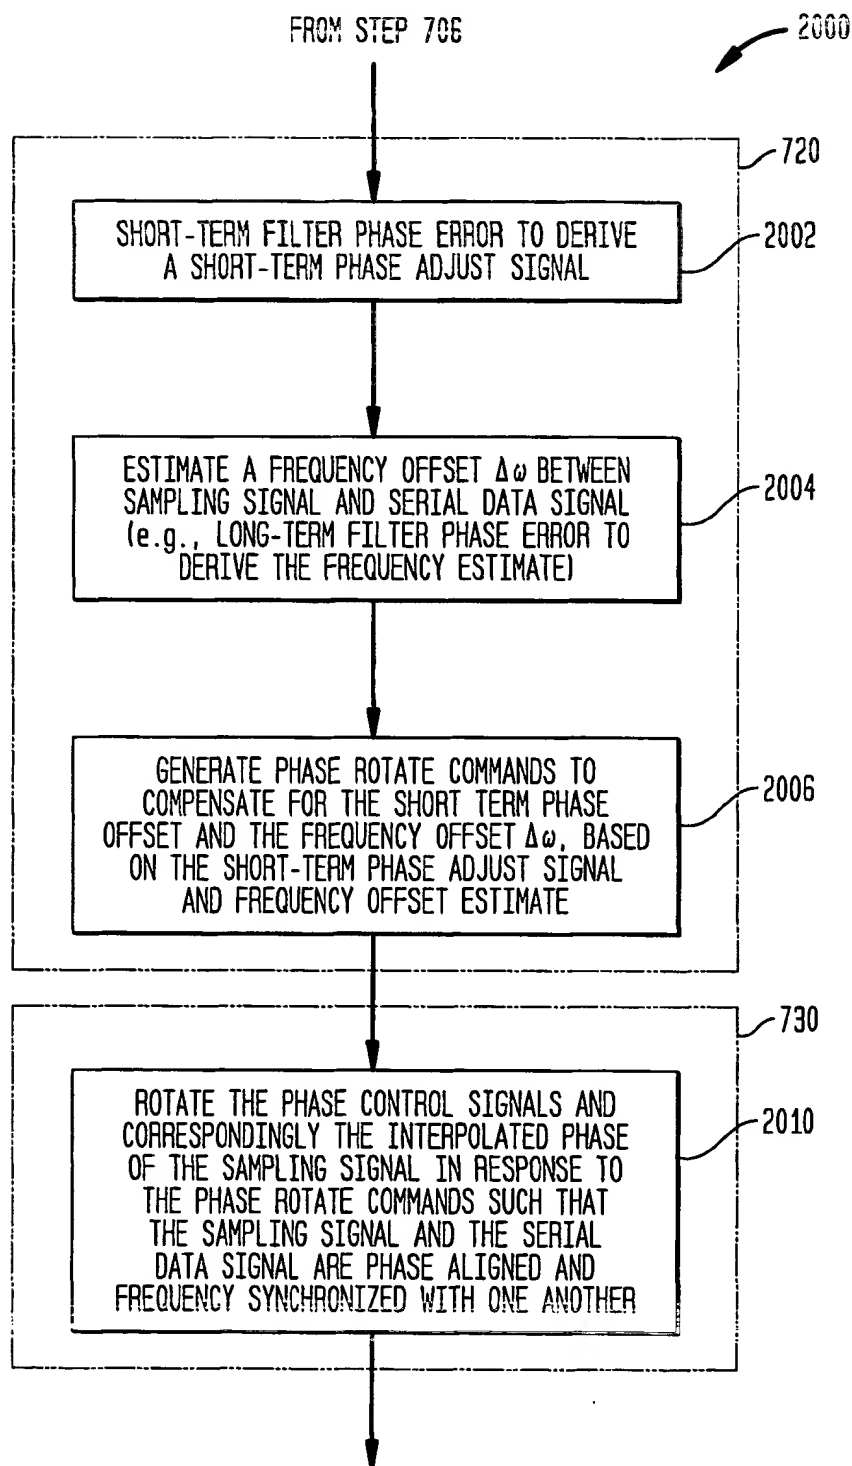 FROM STEP 706
2000
720
SHORT-TERM FILTER PHASE ERROR TO DERIVE
A SHORT-TERM PHASE ADJUST SIGNAL
2002
ESTIMATE A FREQUENCY OFFSET Δω BETWEEN
SAMPLING SIGNAL AND SERIAL DATA SIGNAL
(e.g., LONG-TERM FILTER PHASE ERROR TO
DERIVE THE FREQUENCY ESTIMATE)
2004
GENERATE PHASE ROTATE COMMANDS TO
COMPENSATE FOR THE SHORT TERM PHASE
OFFSET AND THE FREQUENCY OFFSET Δω, BASED
ON THE SHORT-TERM PHASE ADJUST SIGNAL
AND FREQUENCY OFFSET ESTIMATE
2006
730
ROTATE THE PHASE CONTROL SIGNALS AND
CORRESPONDINGLY THE INTERPOLATED PHASE
OF THE SAMPLING SIGNAL IN RESPONSE TO
THE PHASE ROTATE COMMANDS SUCH THAT
THE SAMPLING SIGNAL AND THE SERIAL
DATA SIGNAL ARE PHASE ALIGNED AND
FREQUENCY SYNCHRONIZED WITH ONE ANOTHER
2010